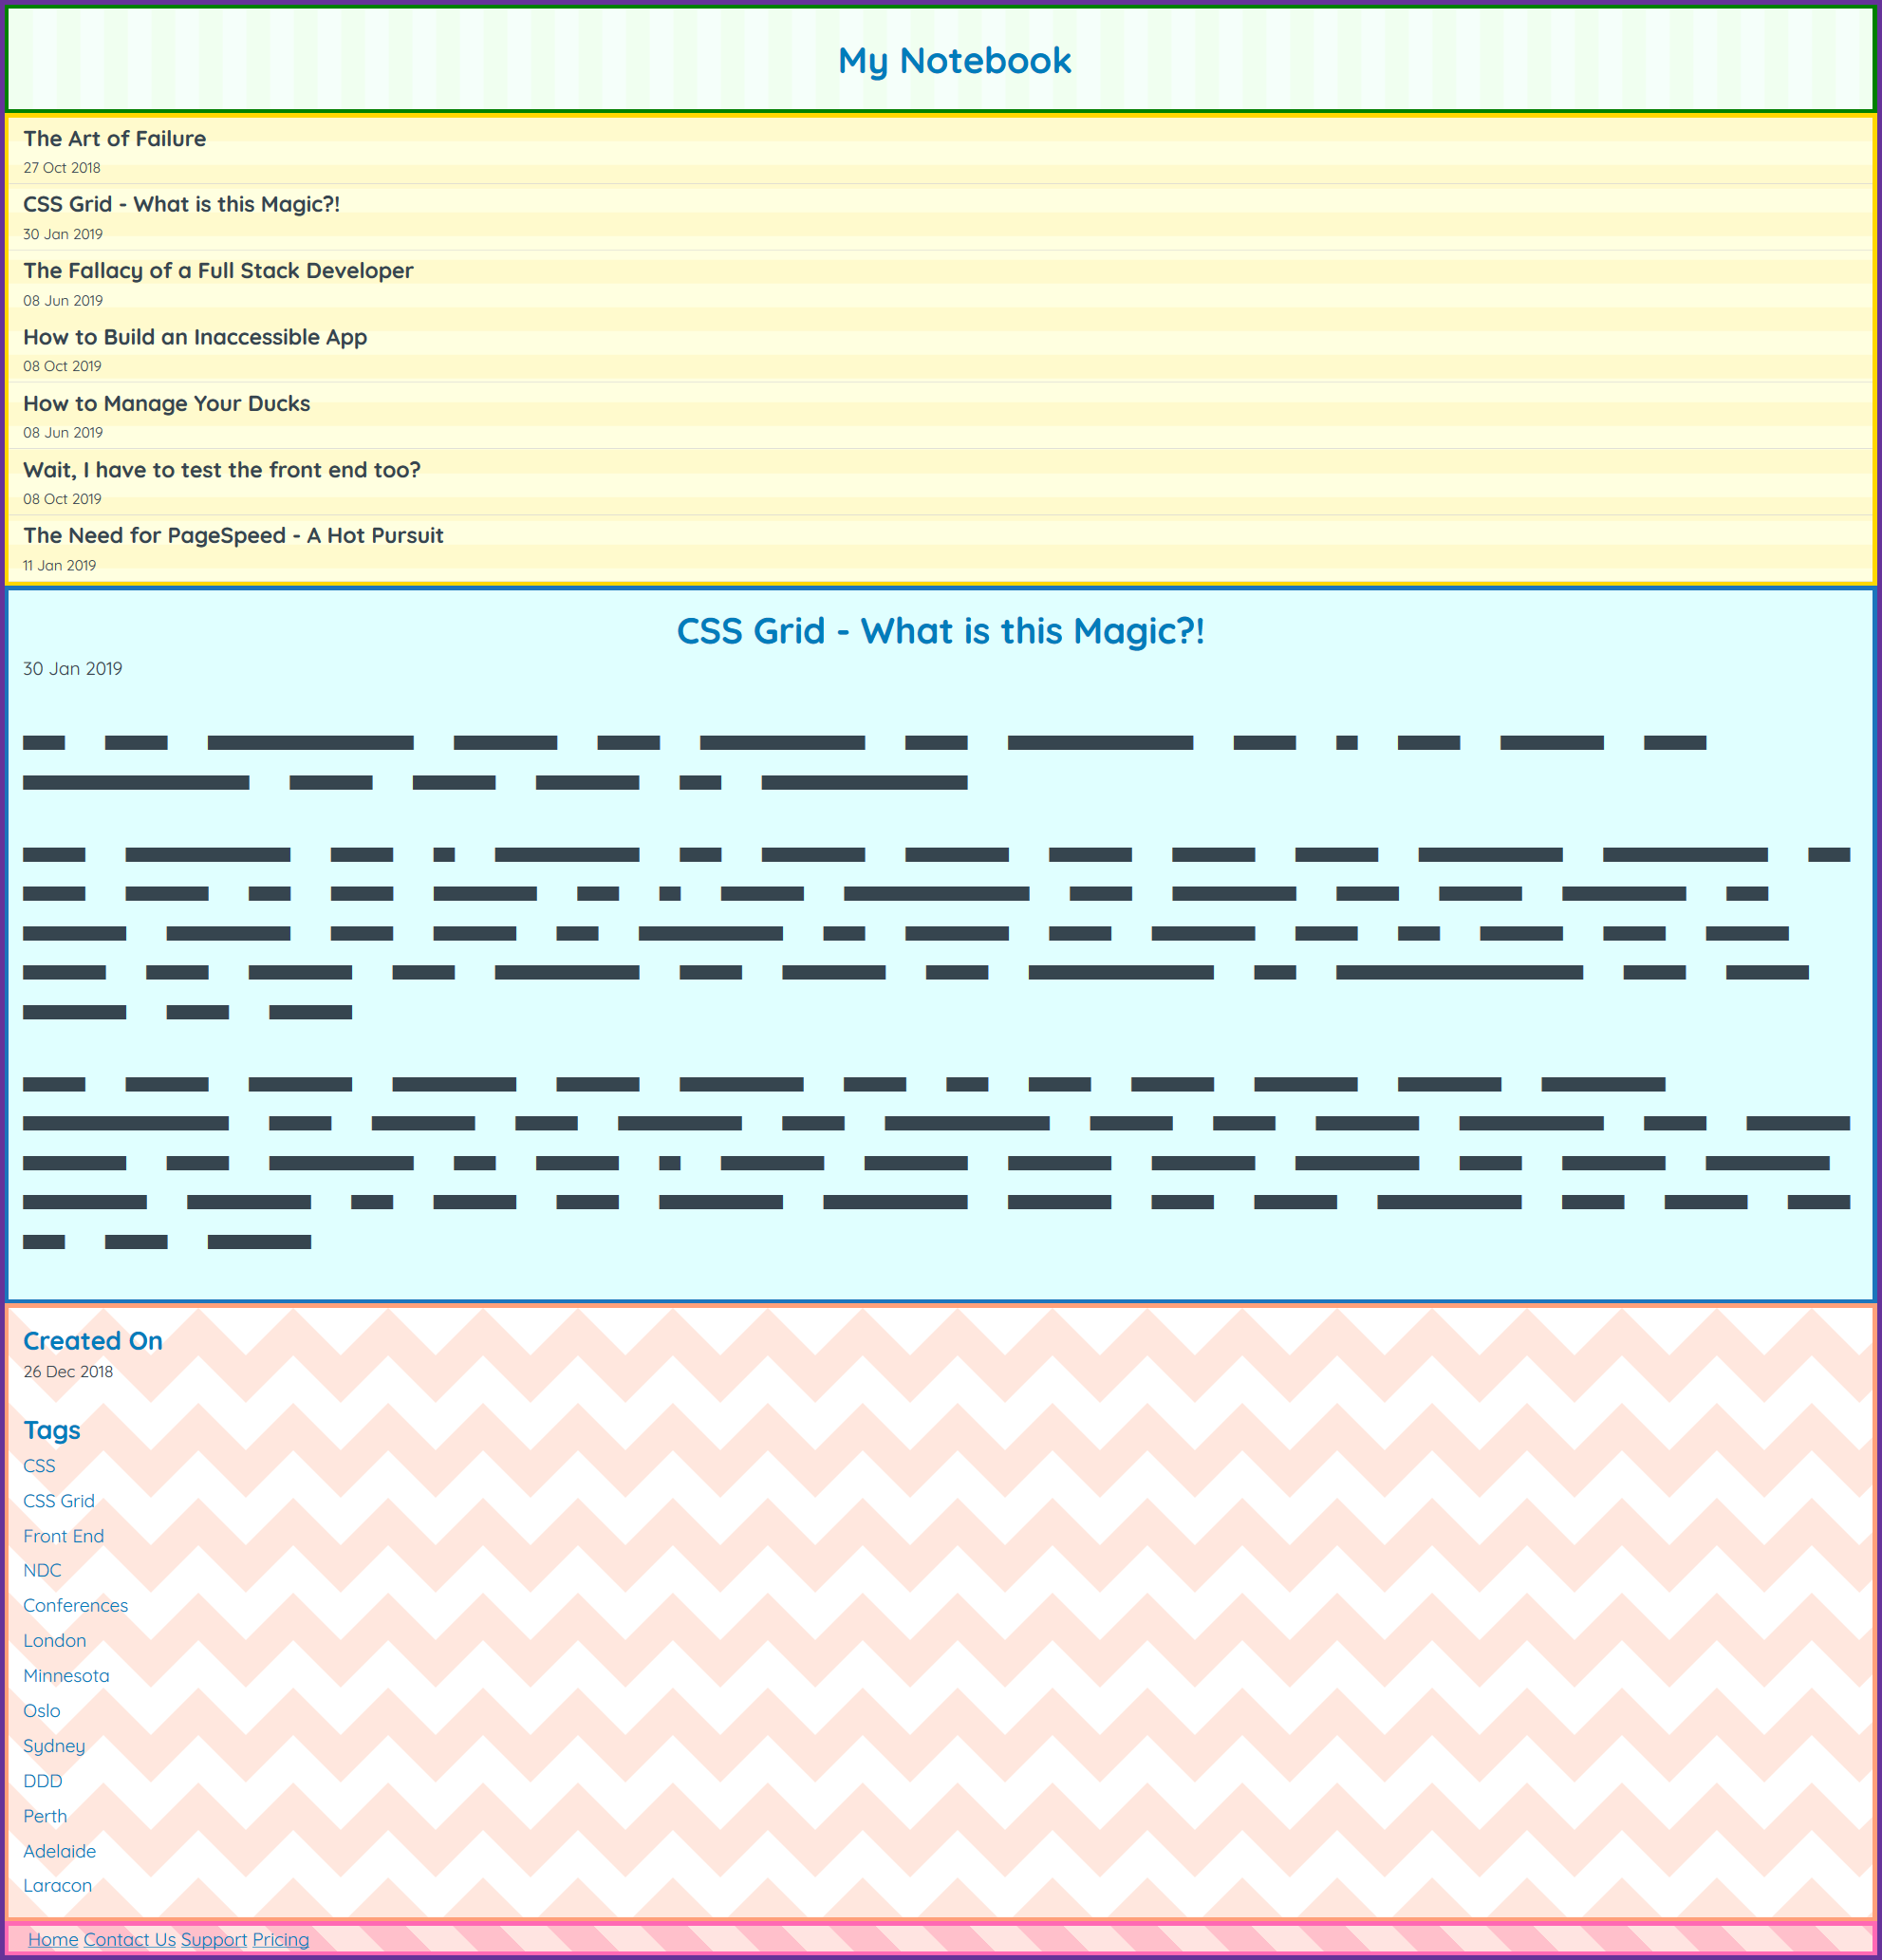 My Notebook
The Art of Failure
27 Oct 2018
CSS Grid - What is this Magic?!
30 Jan 2019
The Fallacy of a Full Stack Developer
08 Jun 2019
How to Build an Inaccessible App
08 Oct 2019
How to Manage Your Ducks
08 Jun 2019
Wait, I have to test the front end too?
08 Oct 2019
The Need for PageSpeed - A Hot Pursuit
11 Jan 2019
CSS Grid - What is this Magic?!
30 Jan 2019
Created On
26 Dec 2018
Tags
CSS
CSS Grid
Front End
NDC
Conferences
London
Minnesota
Oslo
Sydney
DDD
Perth
Adelaide
Laracon
Home Contact Us Support Pricing